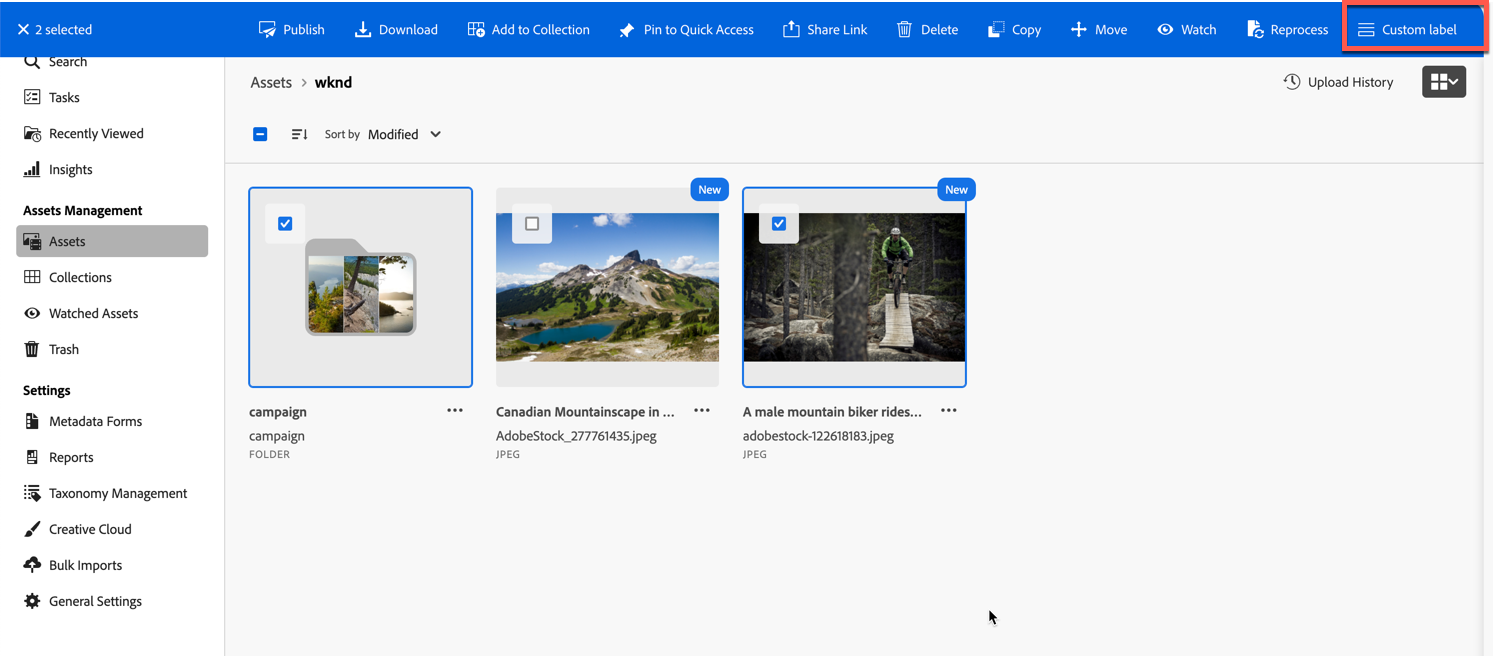 2 selected Publish Download Add to Collection Pin to Quick Access Share Link Delete Copy Move Watch Reprocess Custom label
Search
Tasks
Recently Viewed
Insights
Assets Management
Assets
Collections
Watched Assets
Trash
Settings
Metadata Forms
Reports
Taxonomy Management
Creative Cloud
Bulk Imports
General Settings
Assets > wknd
Upload History
Sort by Modified
New
New
campaign
campaign
FOLDER
Canadian Mountainscape in ...
AdobeStock_277761435.jpeg
JPEG
A male mountain biker rides...
adobestock-122618183.jpeg
JPEG